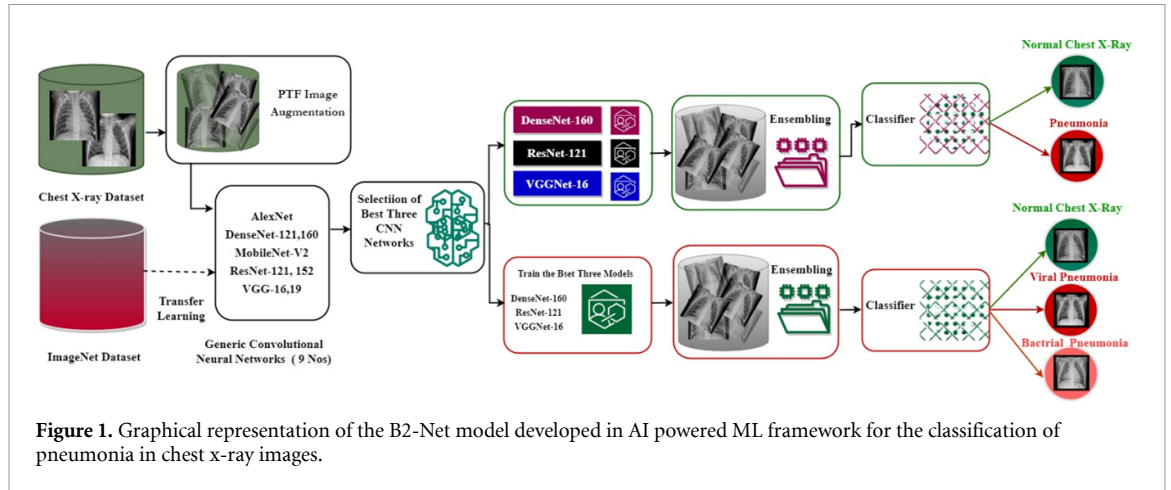 PTF Image
Augmentation
Chest X-ray Dataset
AlexNet
DenseNet-121,160
MobileNet-V2
ResNet-121, 152
VGG-16,19
Transfer
Learning
ImageNet Dataset
Generic Convolutional
Neural Networks ( 9 Nos)
Selectiion of
Best Three
CNN
Networks
DenseNet-160
ResNet-121
VGGNet-16
Ensembling
Classifier
Normal Chest X-Ray
Pneumonia
Train the Bset Three Models
DenseNet-160
ResNet-121
VGGNet-16
Ensembling
Classifier
Normal Chest X-Ray
Viral Pneumonia
Bactrial Pneumonia
Figure 1. Graphical representation of the B2-Net model developed in AI powered ML framework for the classification of
pneumonia in chest x-ray images.